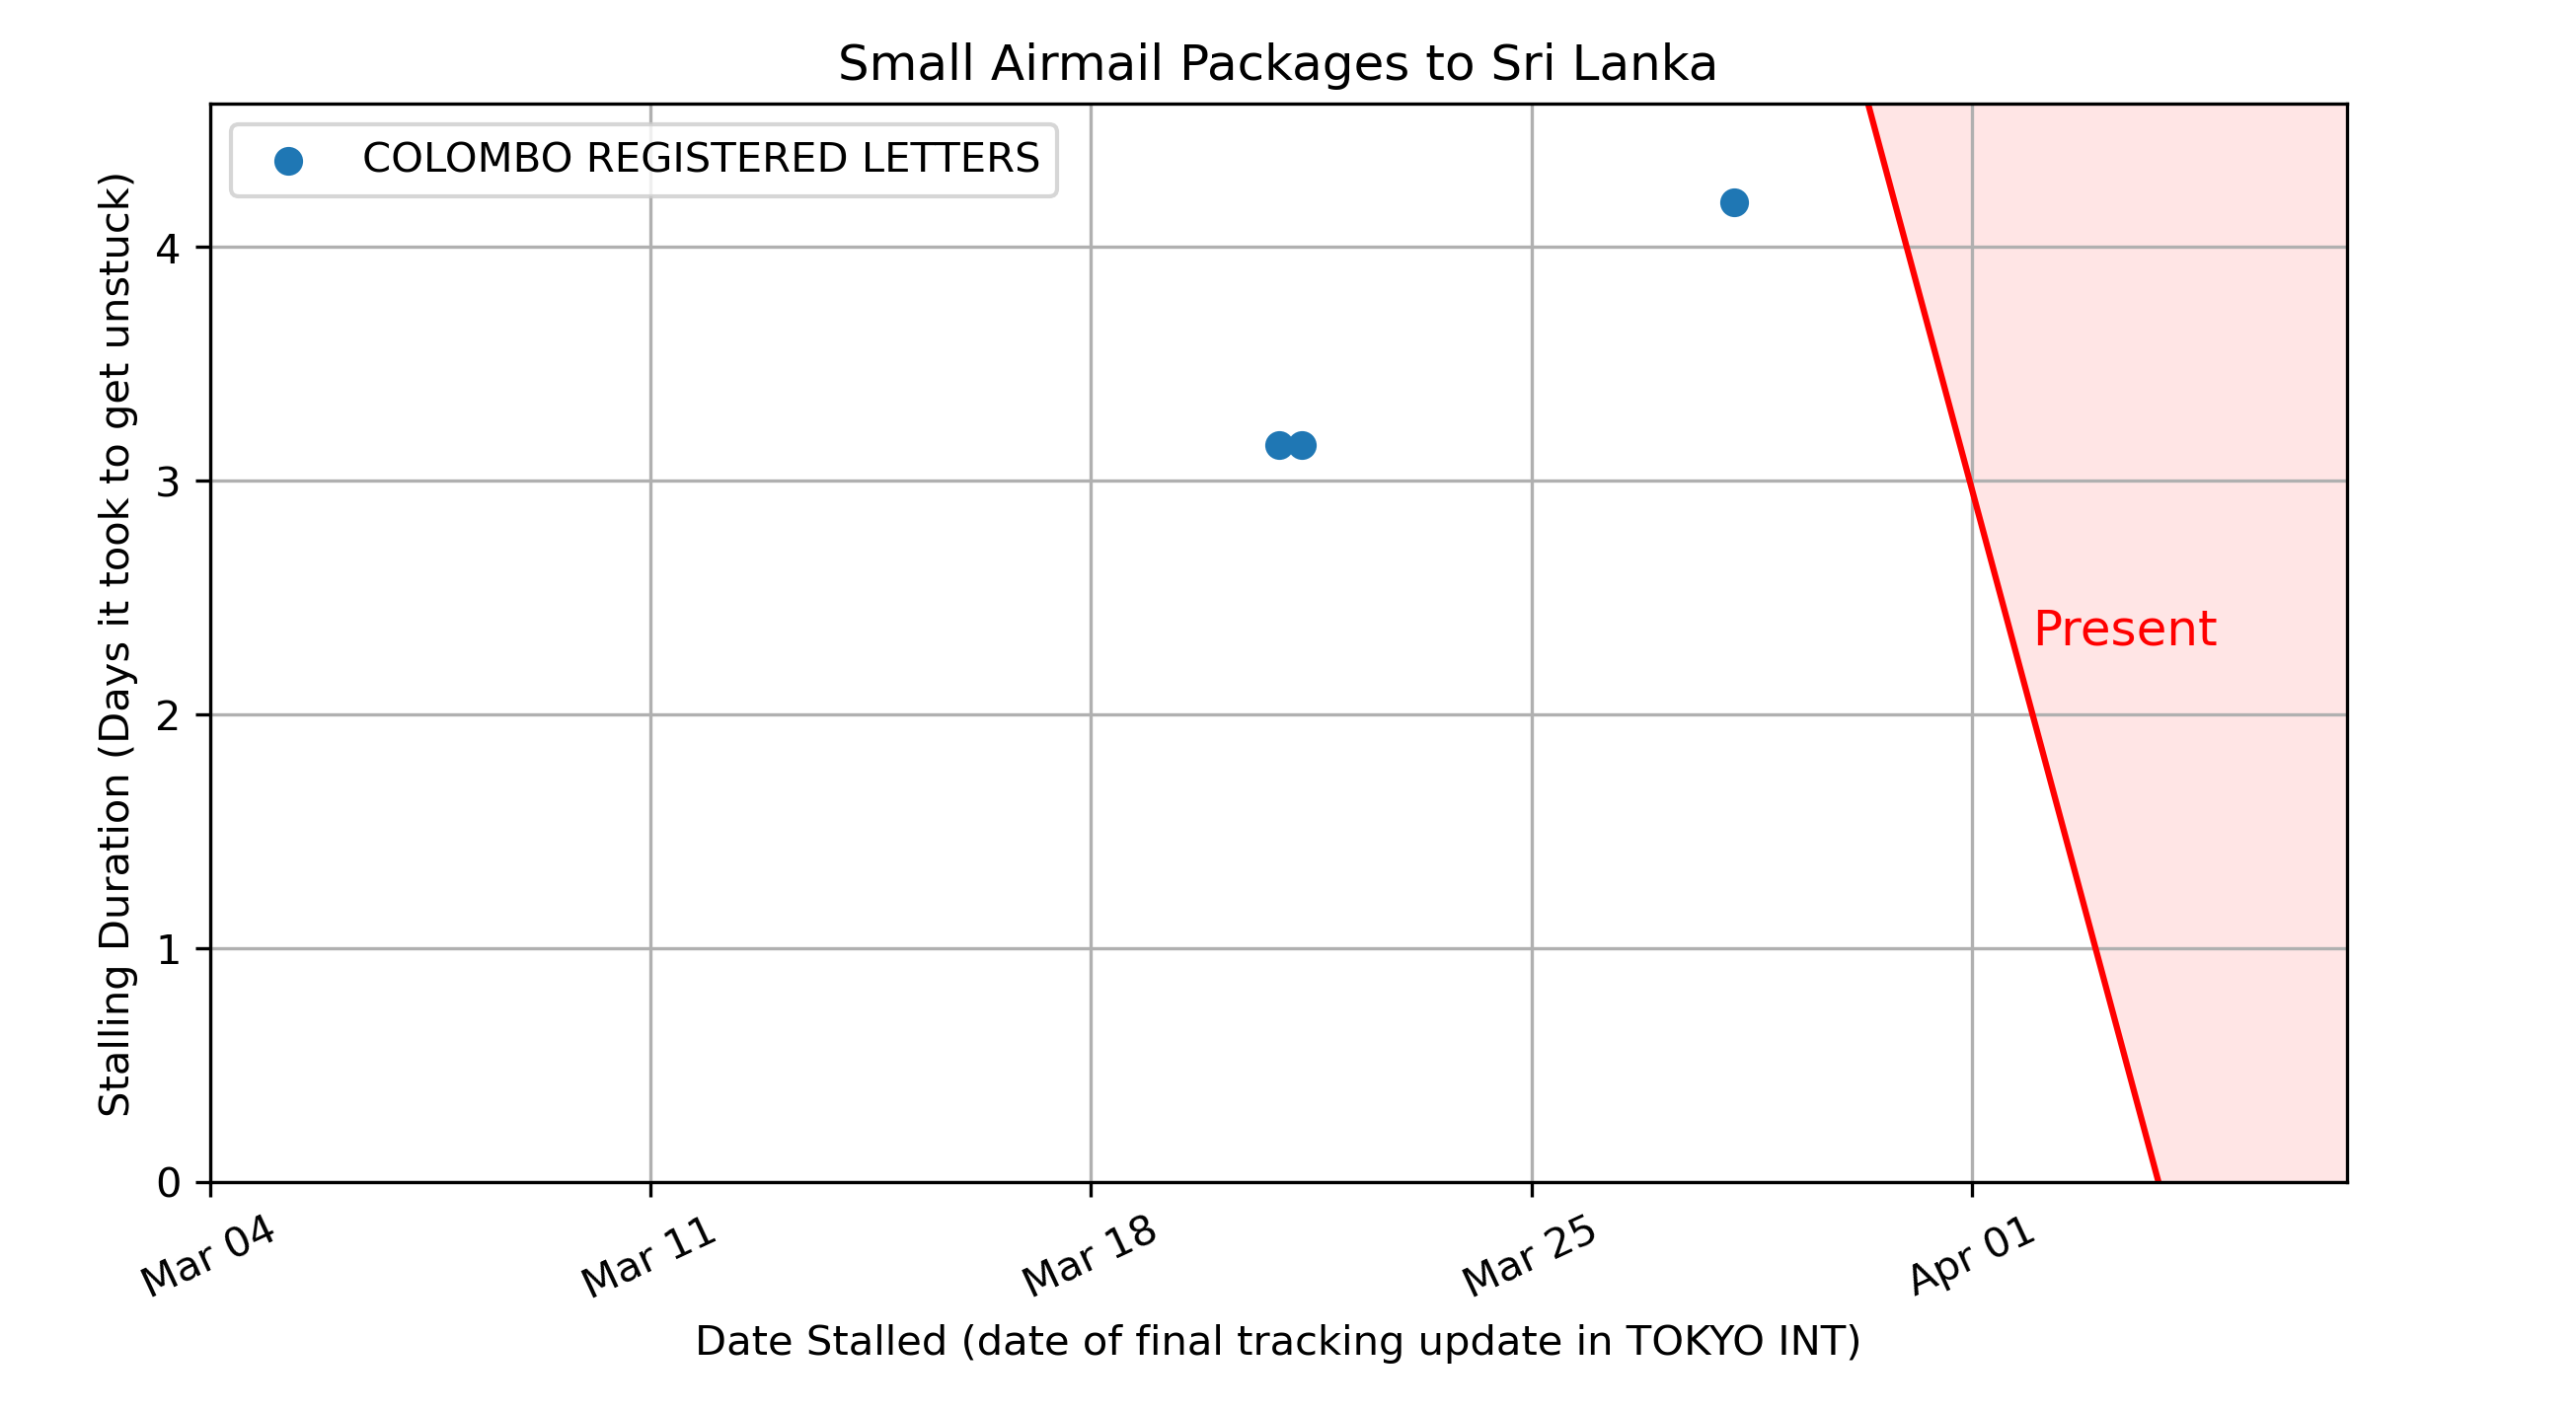 Small Airmail Packages to Sri Lanka
COLOMBO REGISTERED LETTERS
Stalling Duration (Days it took to get unstuck)
4
3
2
1
0
Present
Mar 04
Mar 11
Mar 18
Mar 25
Apr 01
Date Stalled (date of final tracking update in TOKYO INT)